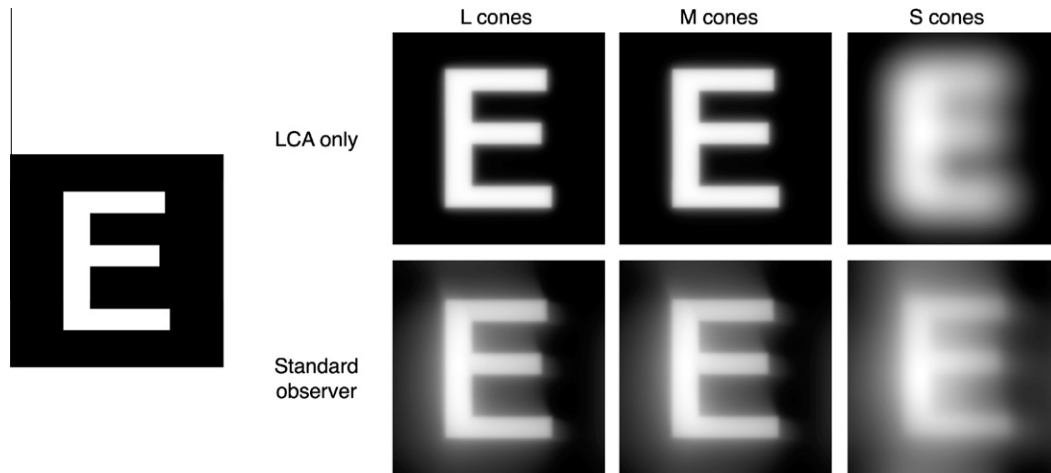 L cones M cones S cones
LCA only
E E E E
Standard
observer
E E E